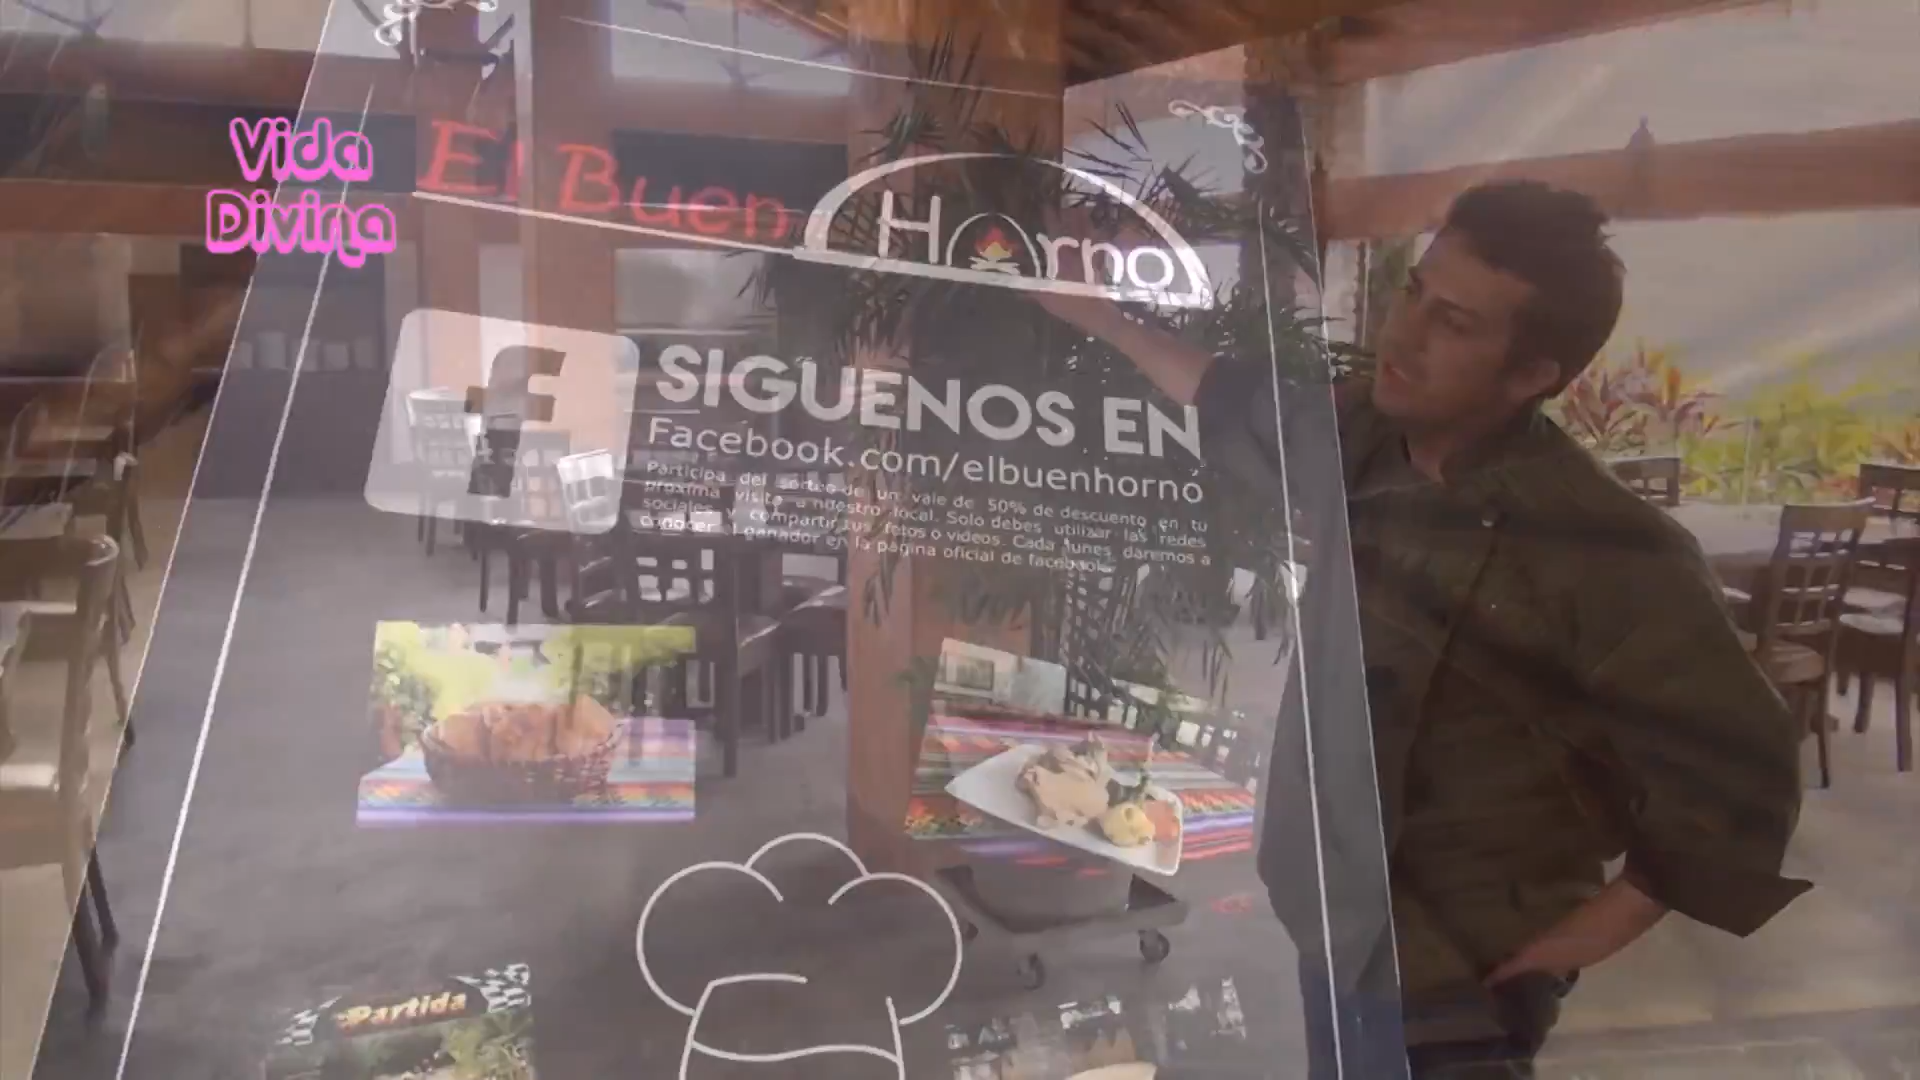 Vida
Divina
El Buen Horno
SIGUENOS EN
Facebook.com/elbuenhorno
Participa del sorteo de un vale de 50% de descuento en tu
próxima visita a nuestro local. Solo debes utilizar las redes
sociales y compartir tus fotos o videos. Cada lunes daremos a
conocer el ganador en la página oficial de facebook.
Partida